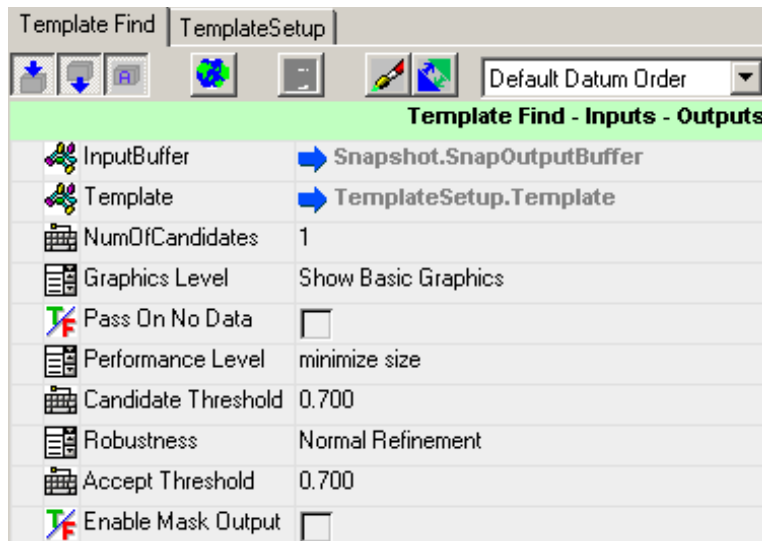 Template Find TemplateSetup
A Default Datum Order
Template Find - Inputs - Outputs
InputBuffer Snapshot.SnapOutputBuffer
Template TemplateSetup.Template
NumOfCandidates 1
Graphics Level Show Basic Graphics
T/F Pass On No Data
Performance Level minimize size
Candidate Threshold 0.700
Robustness Normal Refinement
Accept Threshold 0.700
T/F Enable Mask Output